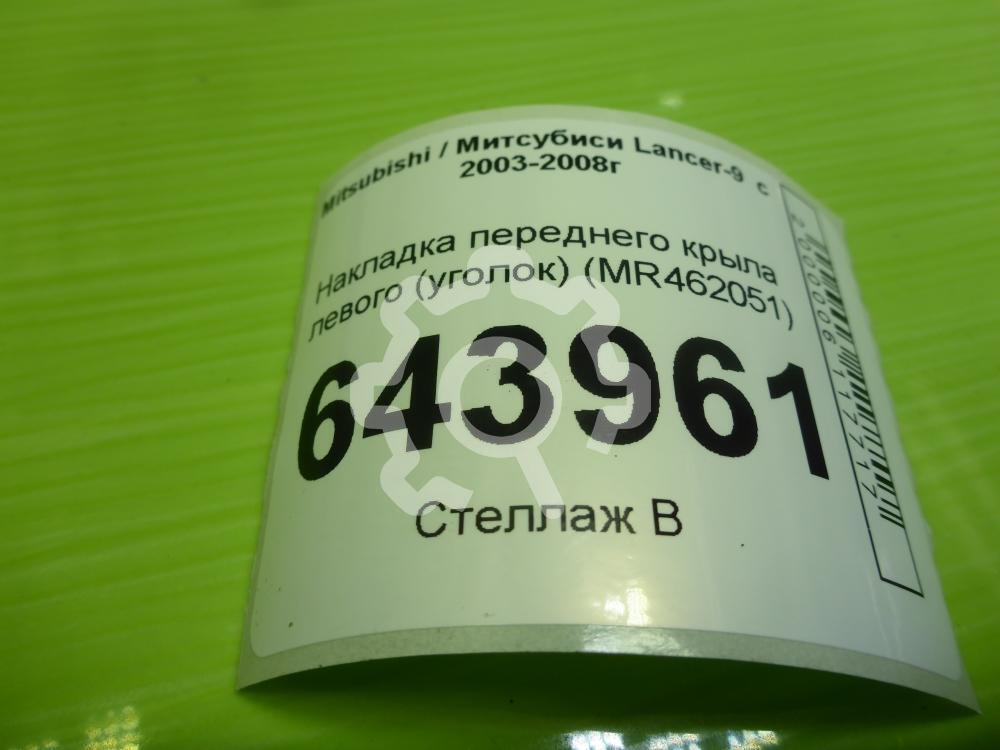 Mitsubishi / Митсубиси Lancer-9 с
2003-2008г
Накладка переднего крыла
левого (уголок) (MR462051)
643961
Стеллаж В